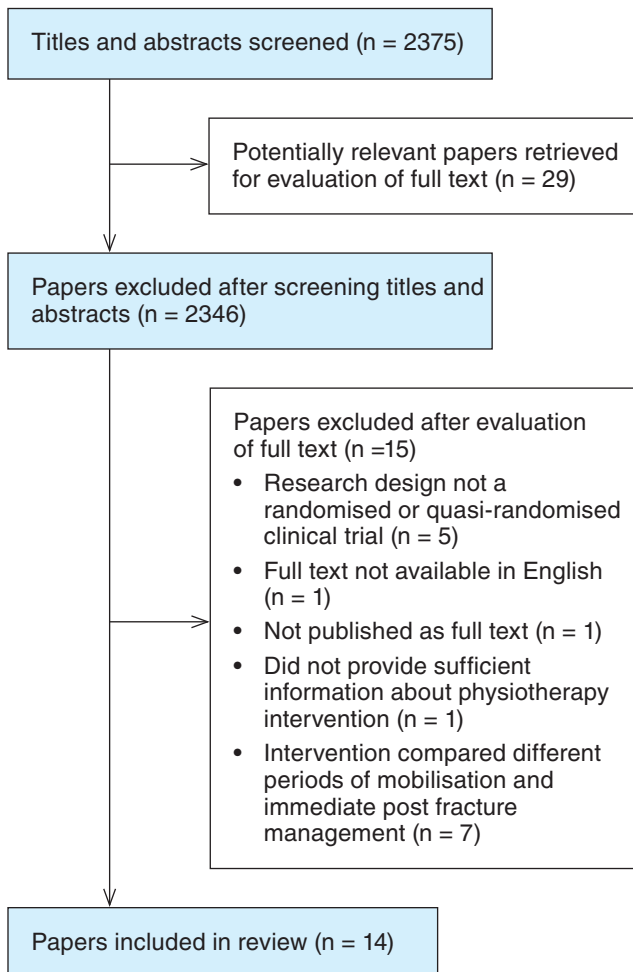 Titles and abstracts screened (n = 2375)
Potentially relevant papers retrieved
for evaluation of full text (n = 29)
Papers excluded after screening titles and
abstracts (n = 2346)
Papers excluded after evaluation
of full text (n =15)
• Research design not a
randomised or quasi-randomised
clinical trial (n = 5)
• Full text not available in English
(n = 1)
• Not published as full text (n = 1)
• Did not provide sufficient
information about physiotherapy
intervention (n = 1)
• Intervention compared different
periods of mobilisation and
immediate post fracture
management (n = 7)
Papers included in review (n = 14)